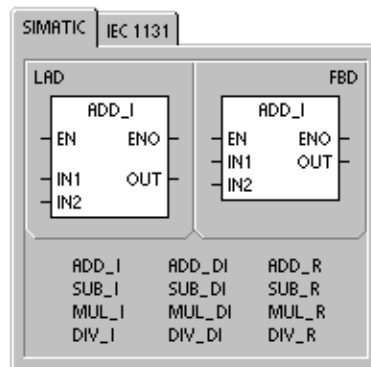 SIMATIC IEC 1131
LAD FBD
ADD_I ADD_I
EN ENO EN ENO
IN1 OUT IN1 OUT
IN2 IN2
ADD_I ADD_DI ADD_R
SUB_I SUB_DI SUB_R
MUL_I MUL_DI MUL_R
DIV_I DIV_DI DIV_R